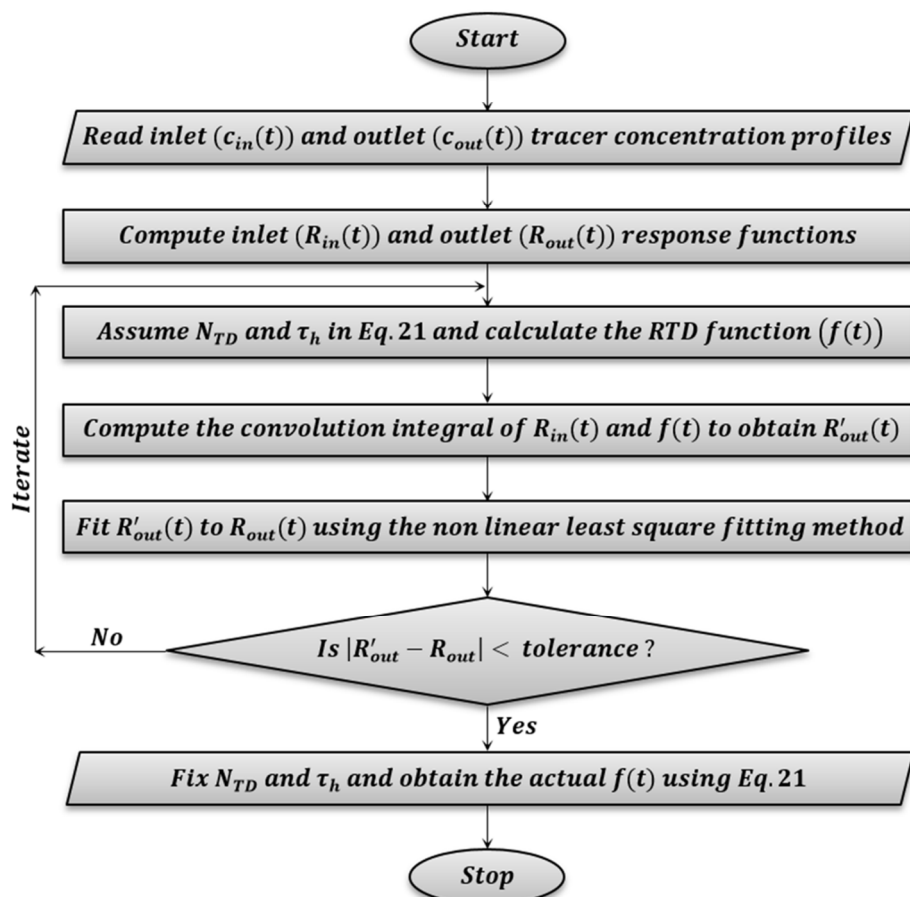 Start
Read inlet (c_in(t)) and outlet (c_out(t)) tracer concentration profiles
Compute inlet (R_in(t)) and outlet (R_out(t)) response functions
Assume N_TD and τ_h in Eq. 21 and calculate the RTD function (f(t))
Compute the convolution integral of R_in(t) and f(t) to obtain R'_out(t)
Iterate
Fit R'_out(t) to R_out(t) using the non linear least square fitting method
No
Is |R'_out − R_out| < tolerance ?
Yes
Fix N_TD and τ_h and obtain the actual f(t) using Eq. 21
Stop